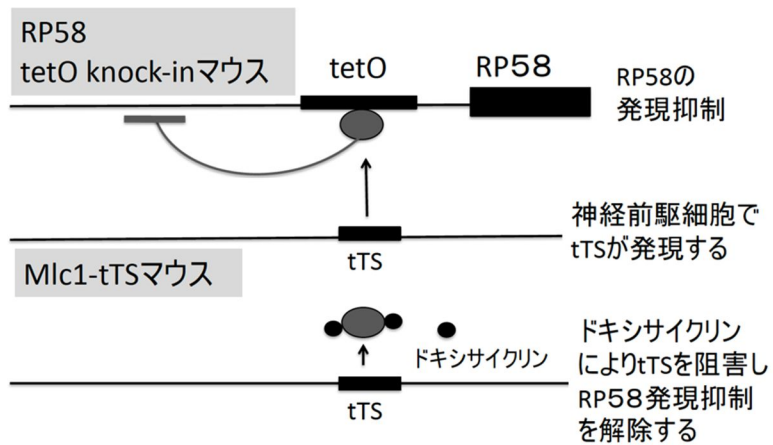 RP58
tetO knock-inマウス
tetO
RP５８
RP58の
発現抑制
神経前駆細胞で
tTSが発現する
tTS
Mlc1-tTSマウス
ドキシサイクリン
ドキシサイクリン
によりtTSを阻害し
RP５８発現抑制
を解除する
tTS